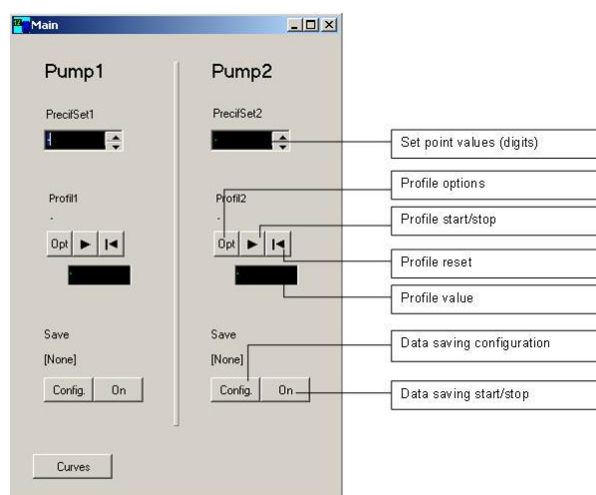 Main
Pump1
Pump2
PrecifSet1
PrecifSet2
Set point values (digits)
Profile options
Profil1
Profil2
Profile start/stop
Opt
Opt
Profile reset
Profile value
Save
Save
Data saving configuration
[None]
[None]
Config.
On
Config.
On
Data saving start/stop
Curves